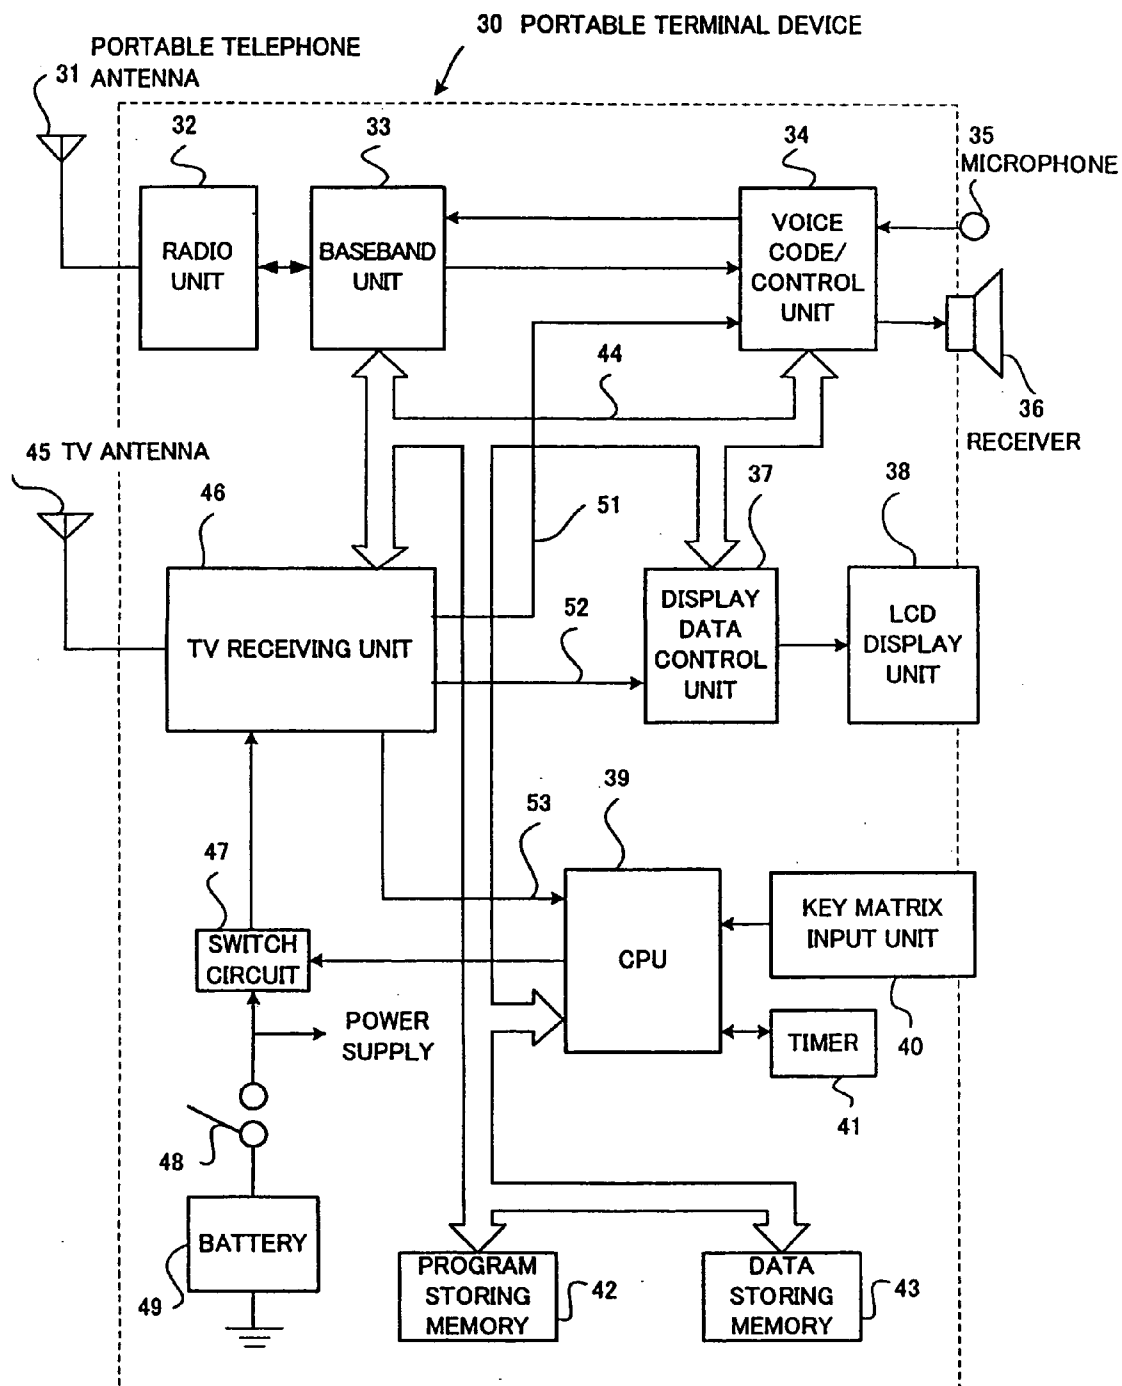 30 PORTABLE TERMINAL DEVICE
PORTABLE TELEPHONE
31 ANTENNA
32
33
34
35
MICROPHONE
RADIO
UNIT
BASEBAND
UNIT
VOICE
CODE/
CONTROL
UNIT
44
36
RECEIVER
45 TV ANTENNA
46
51
37
38
TV RECEIVING UNIT
52
DISPLAY
DATA
CONTROL
UNIT
LCD
DISPLAY
UNIT
53
39
47
SWITCH
CIRCUIT
CPU
KEY MATRIX
INPUT UNIT
40
POWER
SUPPLY
TIMER
41
48
BATTERY
49
PROGRAM
STORING
MEMORY
42
DATA
STORING
MEMORY
43